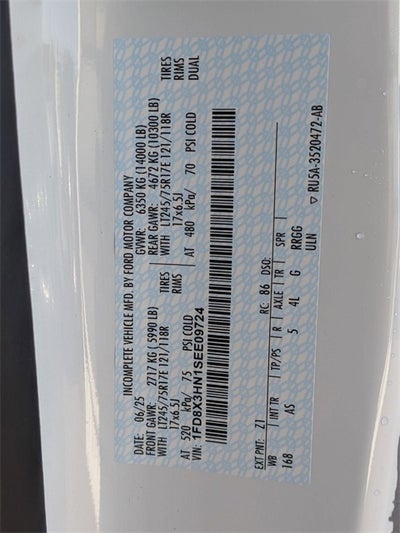 INCOMPLETE VEHICLE MFD. BY FORD MOTOR COMPANY
DATE: 06/25 GVWR: 6350 KG (14000 LB)
FRONT GAWR: 2717 KG (5990 LB) REAR GAWR: 4672 KG (10300 LB)
WITH LT245/75R17E 121/118R TIRES WITH LT245/75R17E 121/118R TIRES
17x6.5J RIMS 17x6.5J RIMS
AT 520 kPa/ 75 PSI COLD AT 480 kPa/ 70 PSI COLD DUAL
VIN: 1FD8X3HN1SEE09724
EXT PNT: Z1 RC: 86 DSO:
WB INT TR TP/PS R AXLE TR SPR
168 AS 5 4L G RRGG
ULN
▽ RU5A-3520472-AB